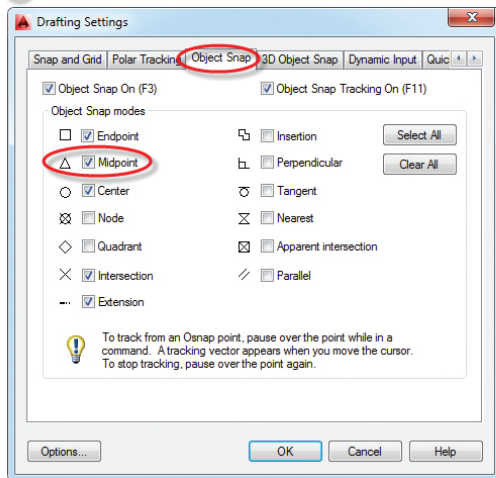 Drafting Settings
Snap and Grid Polar Tracking Object Snap 3D Object Snap Dynamic Input Quic
Object Snap On (F3) Object Snap Tracking On (F11)
Object Snap modes
Endpoint Insertion Select All
Midpoint Perpendicular Clear All
Center Tangent
Node Nearest
Quadrant Apparent intersection
Intersection Parallel
Extension
To track from an Osnap point, pause over the point while in a
command. A tracking vector appears when you move the cursor.
To stop tracking, pause over the point again.
Options... OK Cancel Help